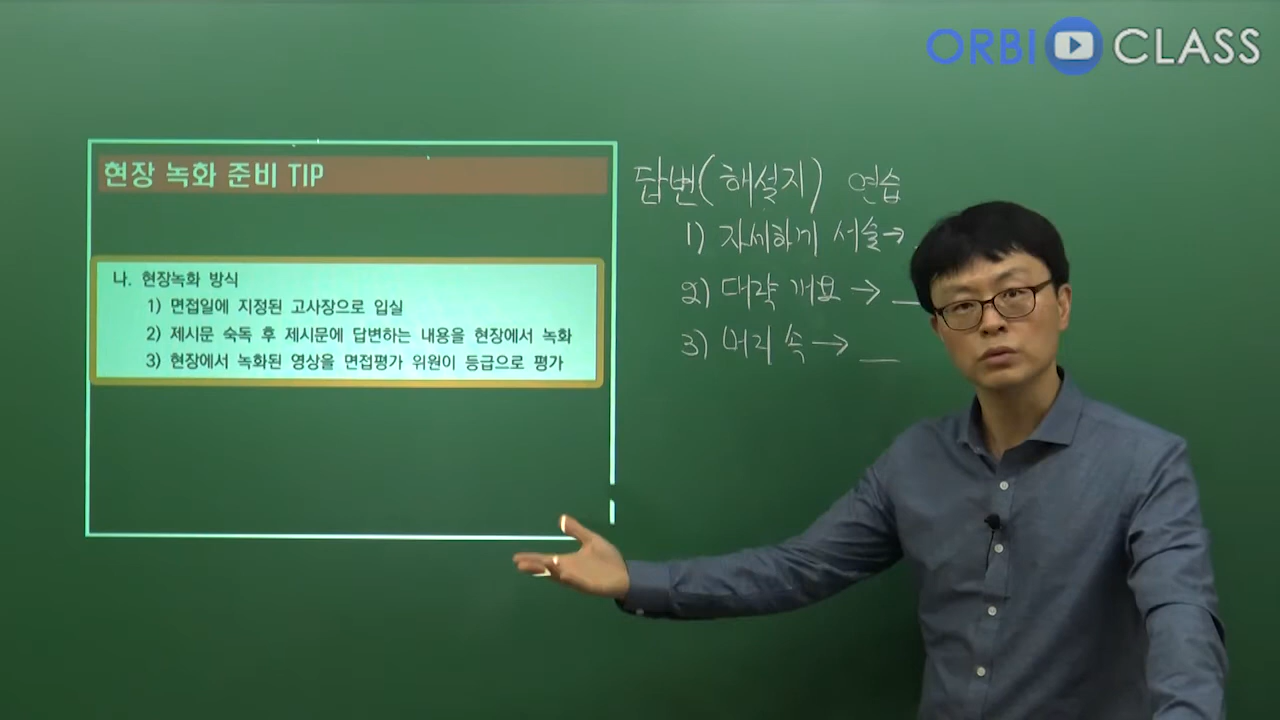 ORBI CLASS
현장 녹화 준비 TIP
나. 현장녹화 방식
1) 면접일에 지정된 고사장으로 입실
2) 제시문 숙독 후 제시문에 답변하는 내용을 현장에서 녹화
3) 현장에서 녹화된 영상을 면접평가 위원이 등급으로 평가
답변(해설지) 연습
1) 자세하게 서술→
2) 대략 개요 →
3) 머리 속 → __